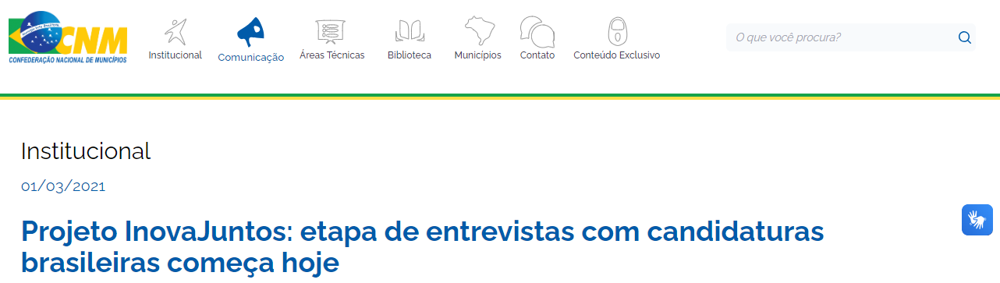 CNM
CONFEDERAÇÃO NACIONAL DE MUNICÍPIOS
Institucional
Comunicação
Áreas Técnicas
Biblioteca
Municípios
Contato
Conteúdo Exclusivo
O que você procura?
Institucional
01/03/2021
Projeto InovaJuntos: etapa de entrevistas com candidaturas
brasileiras começa hoje